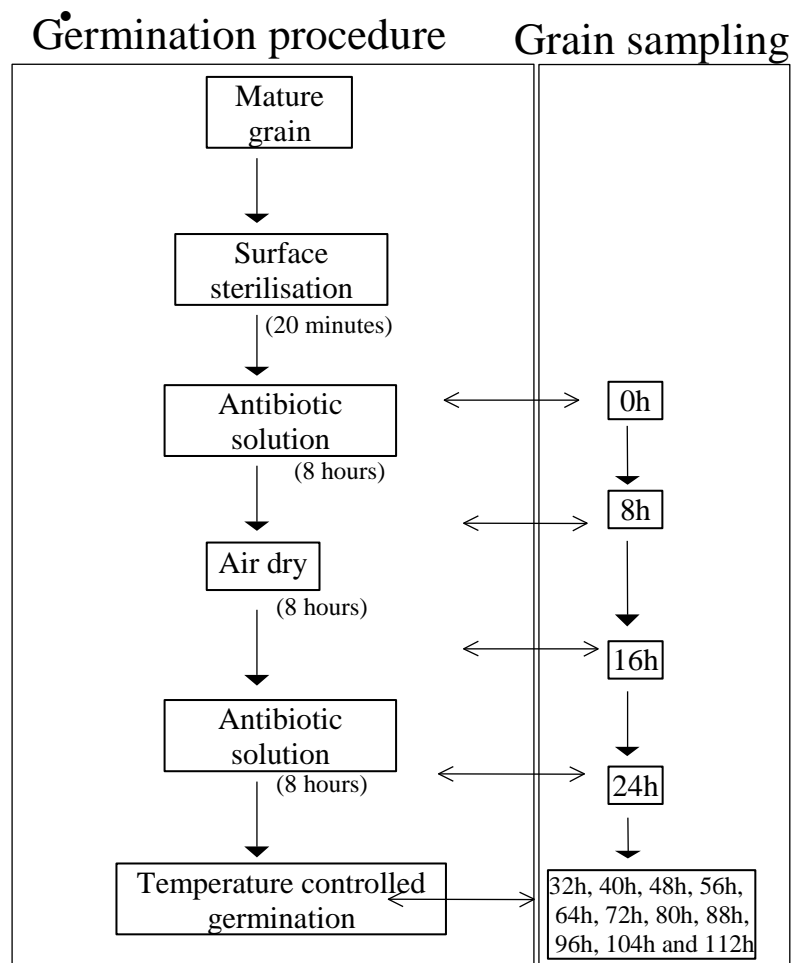 Germination procedure
Mature
grain
Surface
sterilisation
(20 minutes)
Antibiotic
solution
(8 hours)
Air dry
(8 hours)
Antibiotic
solution
(8 hours)
Temperature controlled
germination
Grain sampling
0h
8h
16h
24h
32h, 40h, 48h, 56h,
64h, 72h, 80h, 88h,
96h, 104h and 112h